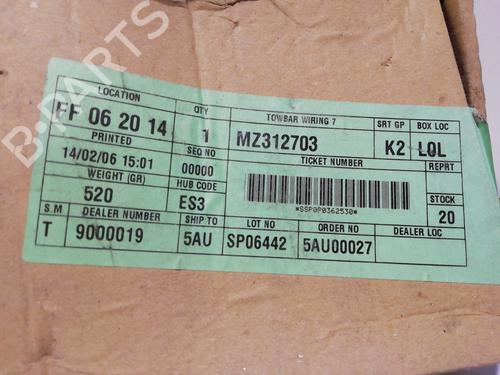 LOCATION QTY TOWBAR WIRING 7 SRT GP BOX LOC
FF 06 20 14 1 MZ312703 K2 LQL
PRINTED SEQ NO TICKET NUMBER REPRT
14/02/06 15:01 00000
WEIGHT (GR) HUB CODE STOCK
520 ES3 *SSP0P0362530* 20
S.M DEALER NUMBER SHIP TO LOT NO ORDER NO DEALER LOC
T 9000019 5AU SP06442 5AU00027
B-PARTS